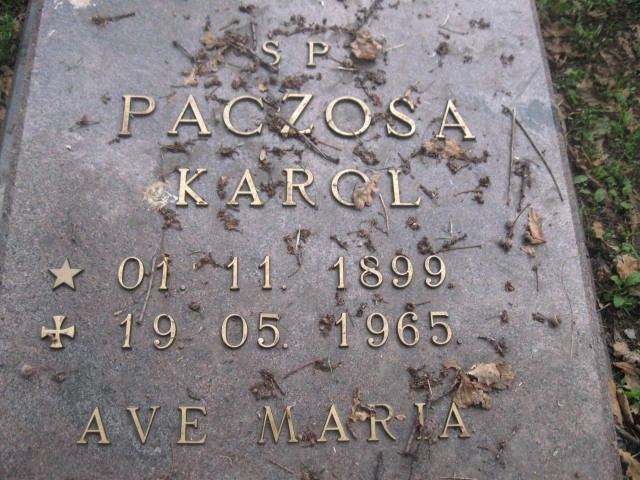 SP
PACZOSA
KAROL
01. 11. 1899
19. 05. 1965
AVE MARIA